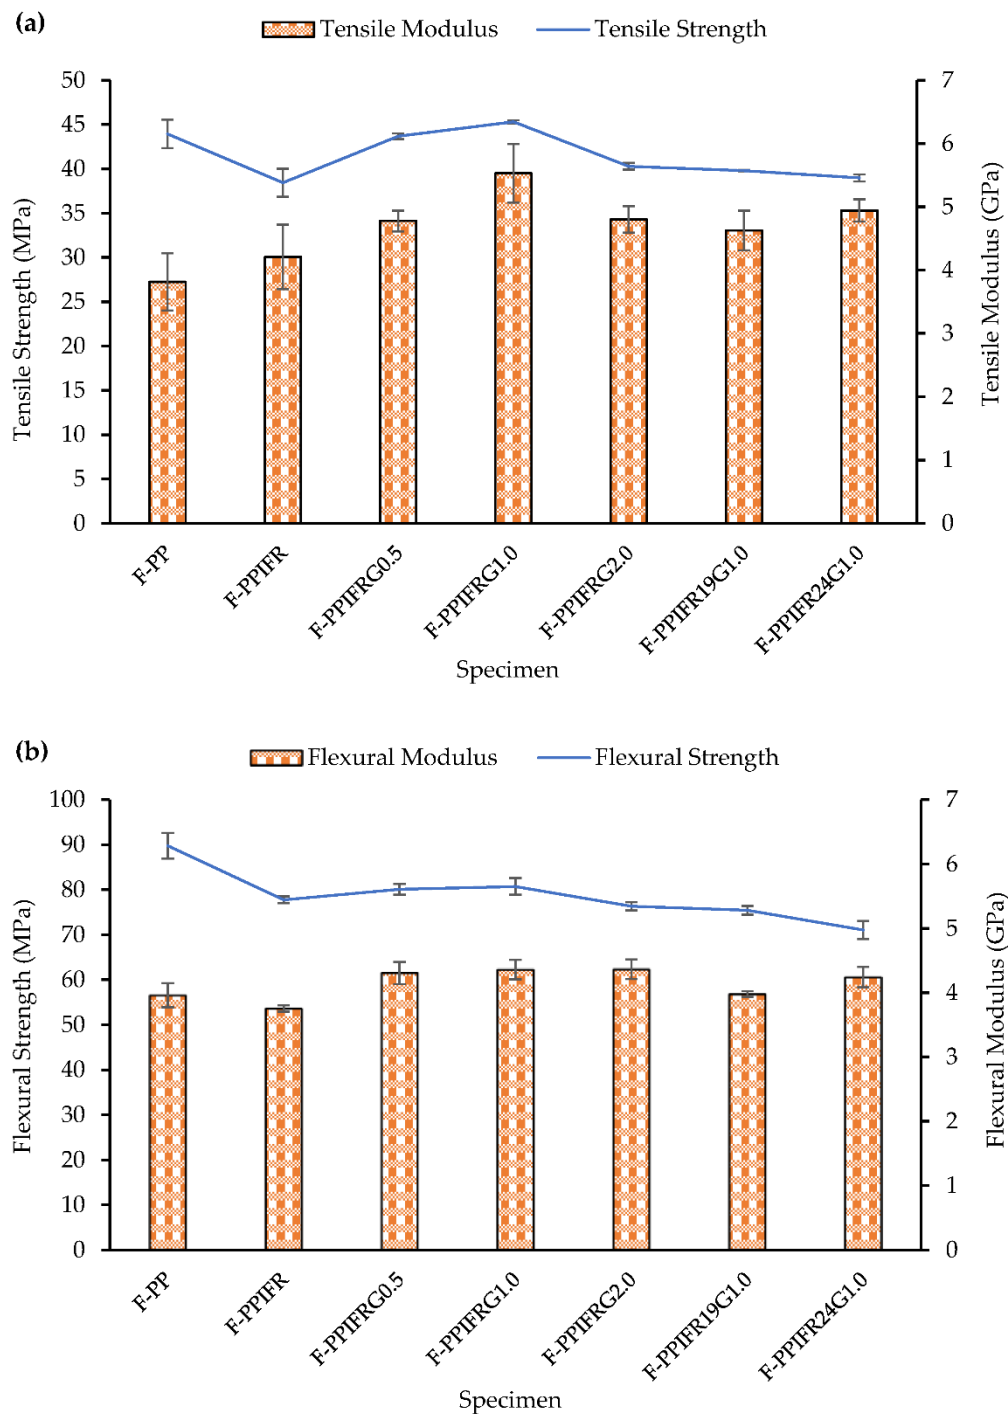 (a)
Tensile Modulus Tensile Strength
50 7
45
40 6
35 5
30
25 4
20 3
15
10 2
5 1
0 0
Tensile Strength (MPa)
Tensile Modulus (GPa)
F-PP
F-PPIFR
F-PPIFRG0.5
F-PPIFRG1.0
F-PPIFRG2.0
F-PPIFR19G1.0
F-PPIFR24G1.0
Specimen
(b)
Flexural Modulus Flexural Strength
100 7
90
80 6
70 5
60
50 4
40 3
30
20 2
10 1
0 0
Flexural Strength (MPa)
Flexural Modulus (GPa)
F-PP
F-PPIFR
F-PPIFRG0.5
F-PPIFRG1.0
F-PPIFRG2.0
F-PPIFR19G1.0
F-PPIFR24G1.0
Specimen